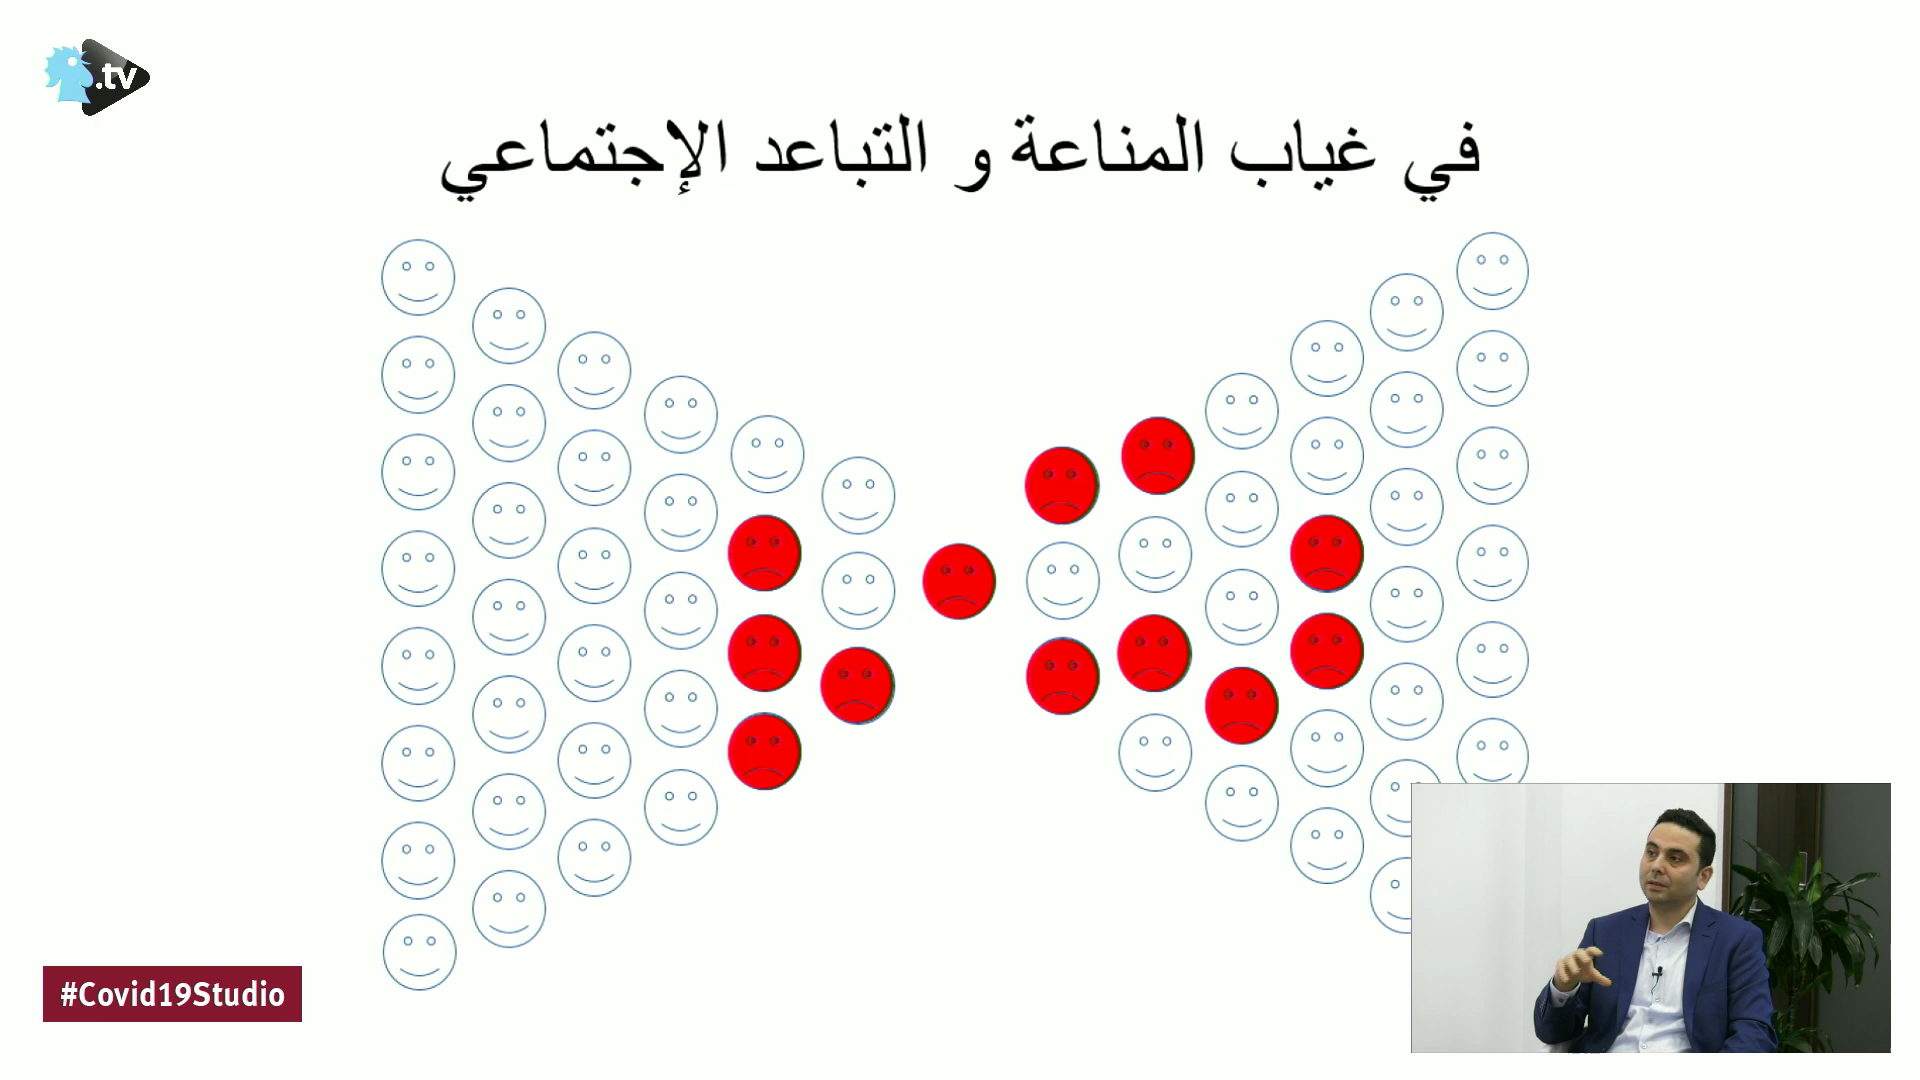 .tv
في غياب المناعة و التباعد الإجتماعي
#Covid19Studio